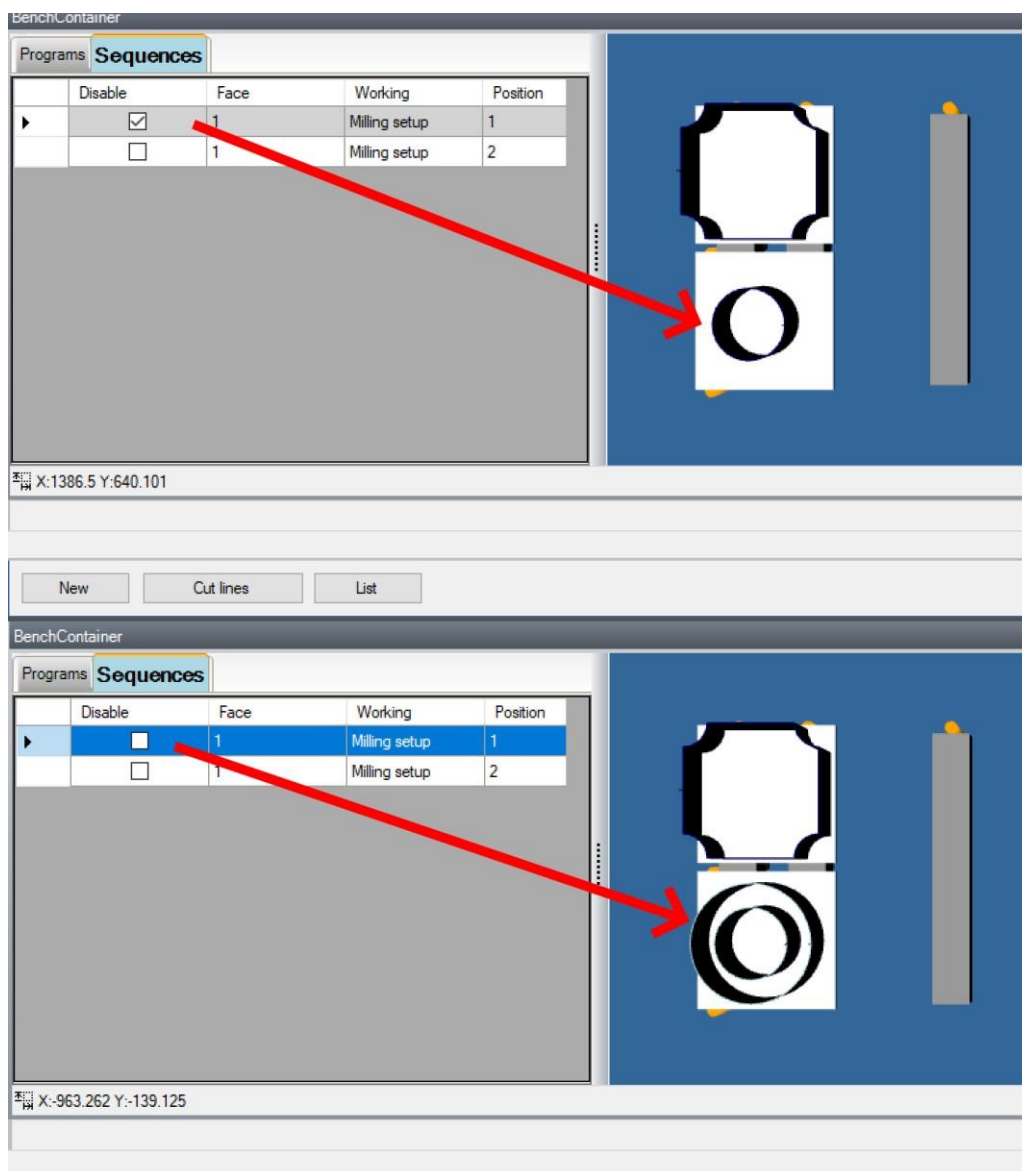 BenchContainer
Programs Sequences
Disable Face Working Position
1 Milling setup 1
1 Milling setup 2
X:1386.5 Y:640.101
New Cut lines List
BenchContainer
Programs Sequences
Disable Face Working Position
1 Milling setup 1
1 Milling setup 2
X:-963.262 Y:-139.125